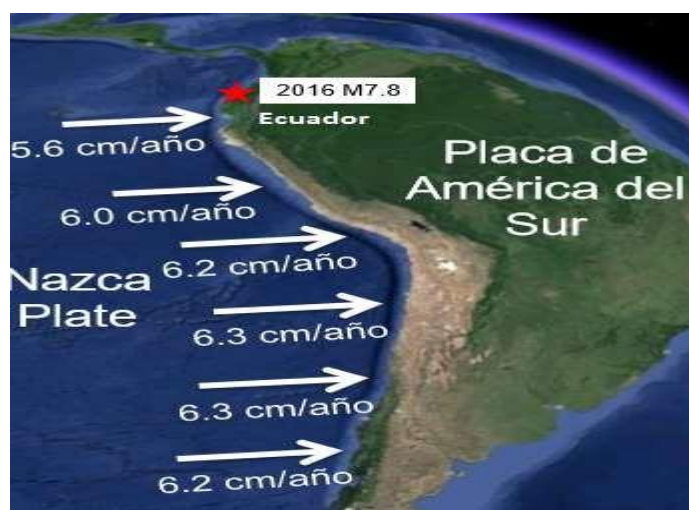 2016 M7.8
Ecuador
5.6 cm/año
Placa de
América del
Sur
6.0 cm/año
6.2 cm/año
Nazca
Plate
6.3 cm/año
6.3 cm/año
6.2 cm/año